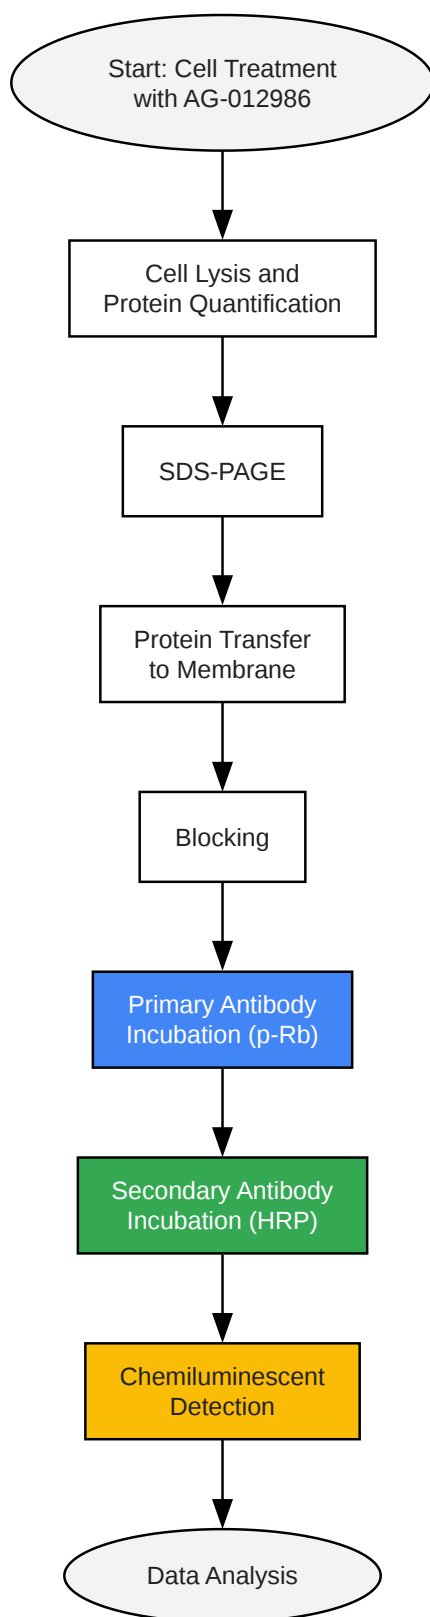 Start: Cell Treatment
with AG-012986
Cell Lysis and
Protein Quantification
SDS-PAGE
Protein Transfer
to Membrane
Blocking
Primary Antibody
Incubation (p-Rb)
Secondary Antibody
Incubation (HRP)
Chemiluminescent
Detection
Data Analysis